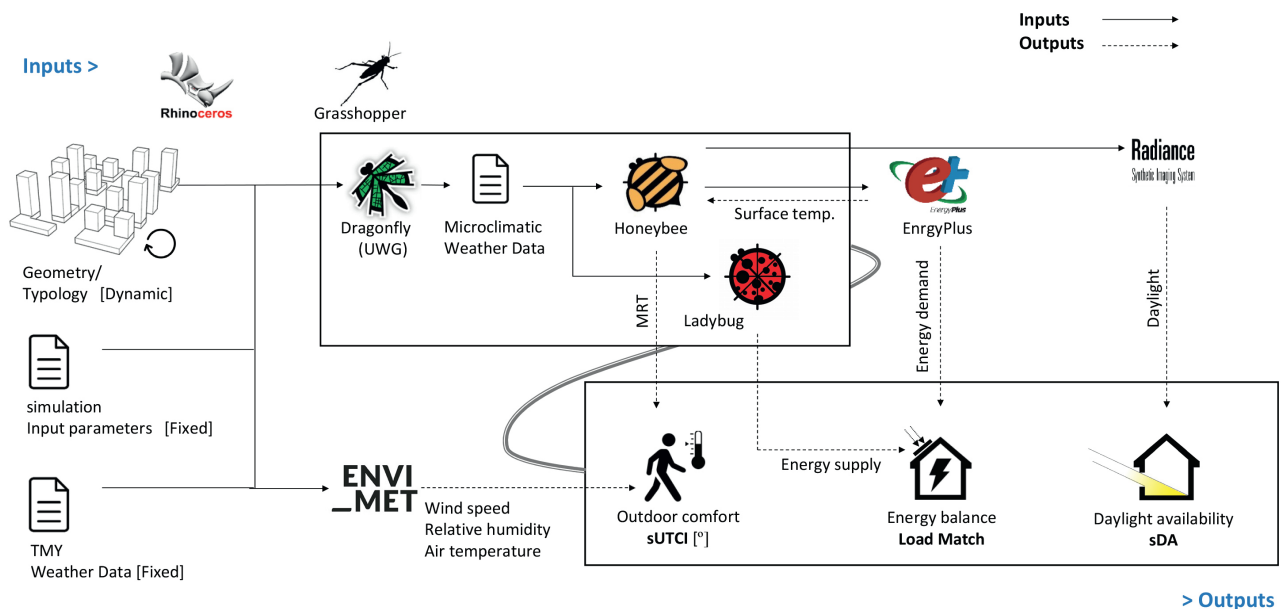 Inputs
Outputs
Inputs >
Rhinoceros
Grasshopper
Radiance
Synthetic Imaging System
EnergyPlus
Dragonfly
(UWG)
Microclimatic
Weather Data
Honeybee
Surface temp.
EnrgyPlus
Geometry/
Typology [Dynamic]
MRT
Ladybug
Energy demand
Daylight
simulation
Input parameters [Fixed]
ENVI
_MET
Energy supply
Wind speed
Relative humidity
Air temperature
Outdoor comfort
sUTCI [°]
Energy balance
Load Match
Daylight availability
sDA
TMY
Weather Data [Fixed]
> Outputs